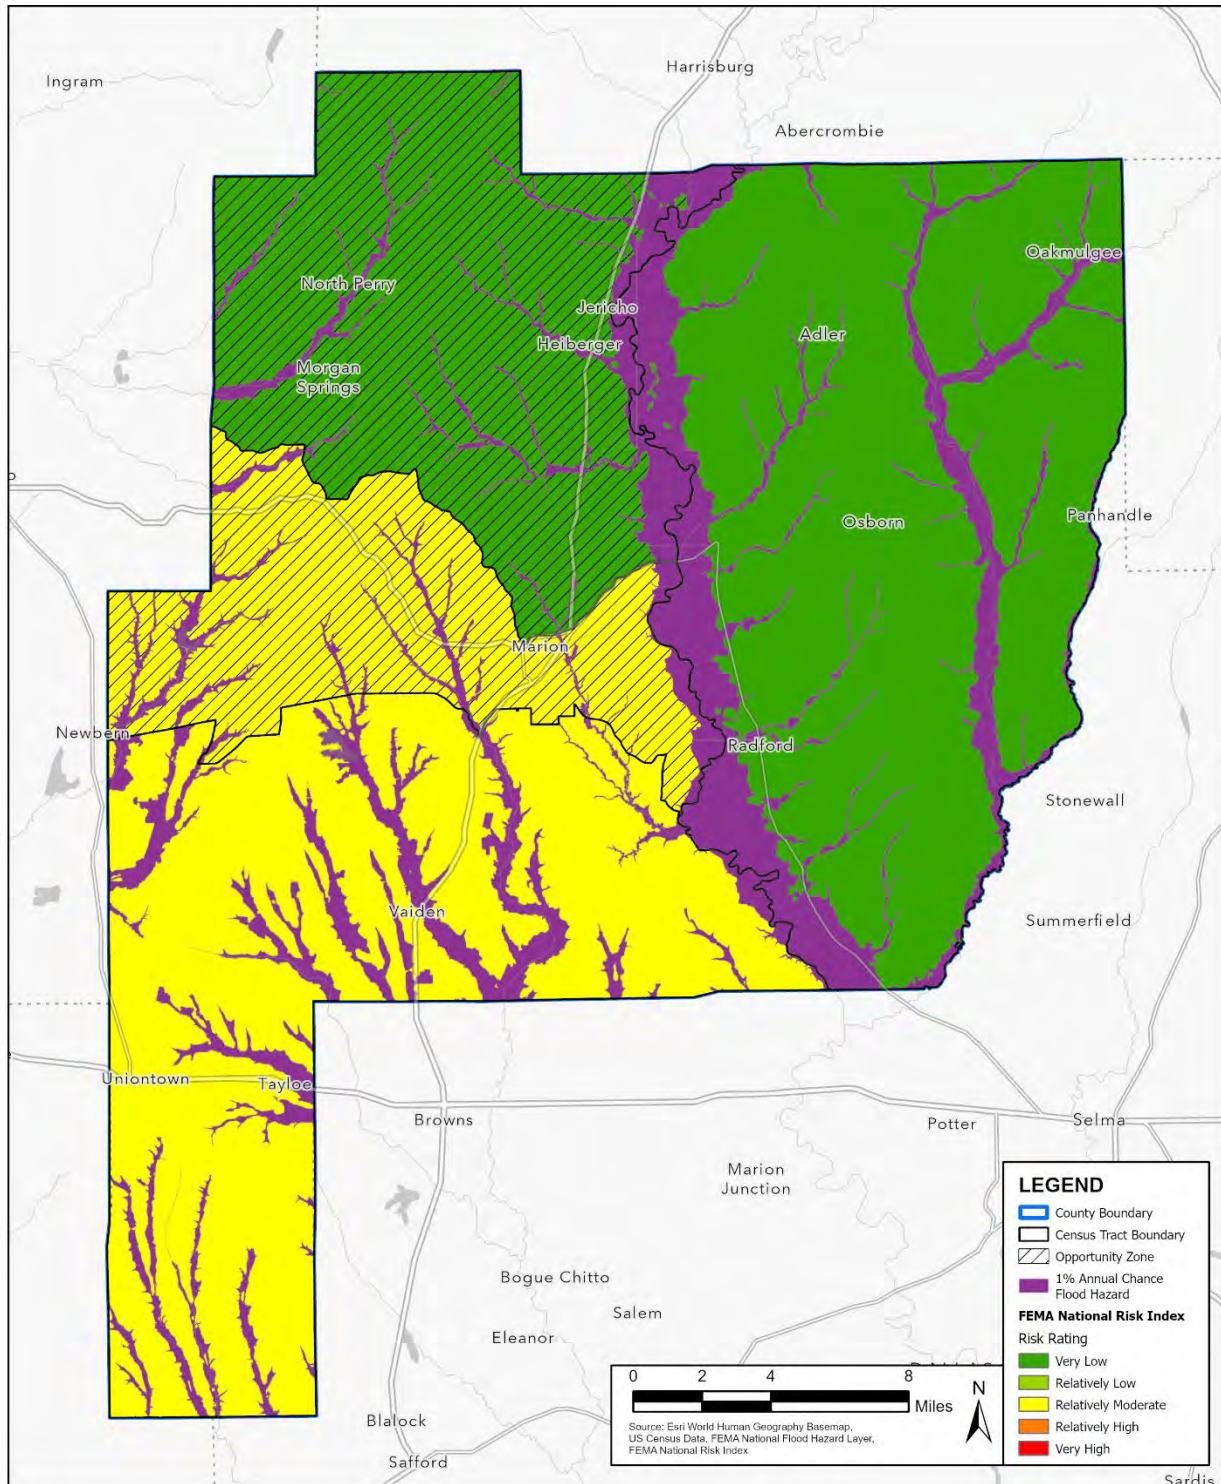 Harrisburg
Ingram
Abercrombie
Oakmulgee
North Perry
Jericho
Adler
Heiberger
Morgan
Springs
Panhandle
Osborn
Marion
Newbern
Radford
Stonewall
Vaiden
Summerfield
Uniontown
Tayloe
Browns
Potter
Selma
Marion
Junction
Bogue Chitto
Salem
Eleanor
Blalock
Safford
Sardis
LEGEND
County Boundary
Census Tract Boundary
Opportunity Zone
1% Annual Chance
Flood Hazard
FEMA National Risk Index
Risk Rating
Very Low
Relatively Low
Relatively Moderate
Relatively High
Very High
0 2 4 8
Miles
N
Source: Esri World Human Geography Basemap,
US Census Data, FEMA National Flood Hazard Layer,
FEMA National Risk Index